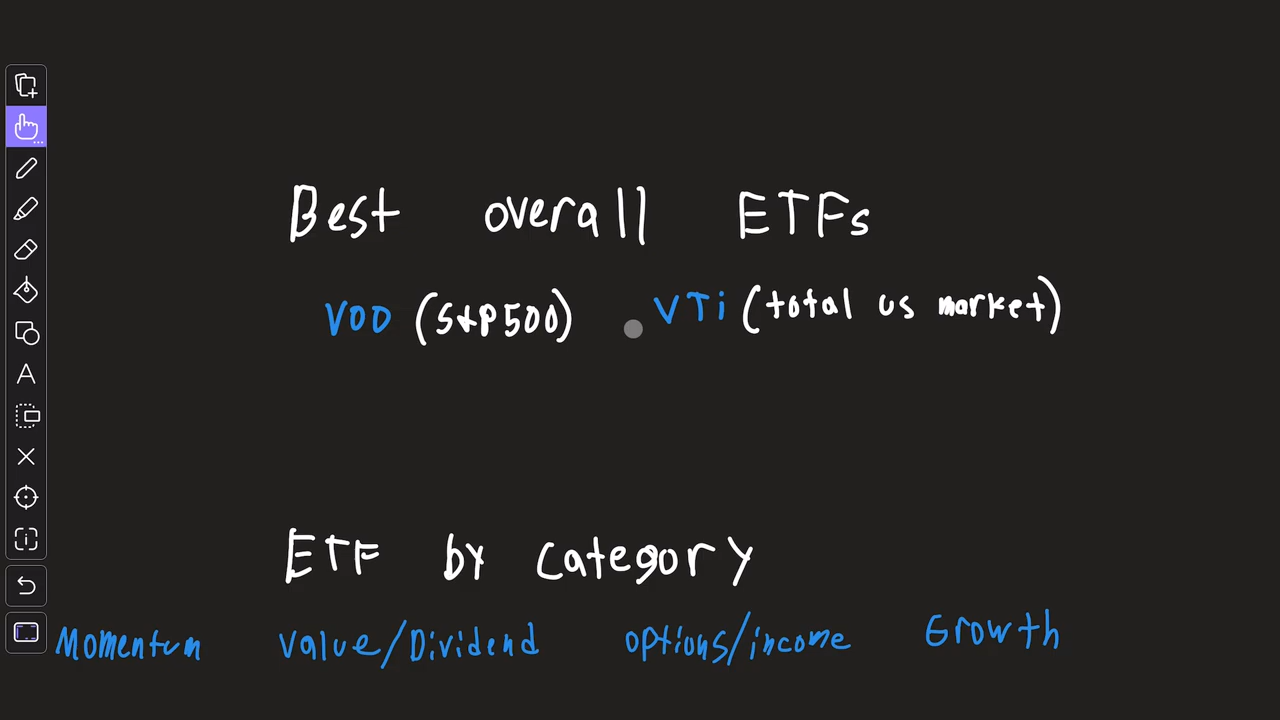 Best overall ETFs
VOO (S&P500) VTi (total us market)
ETF by category
Momentum value/Dividend options/income Growth